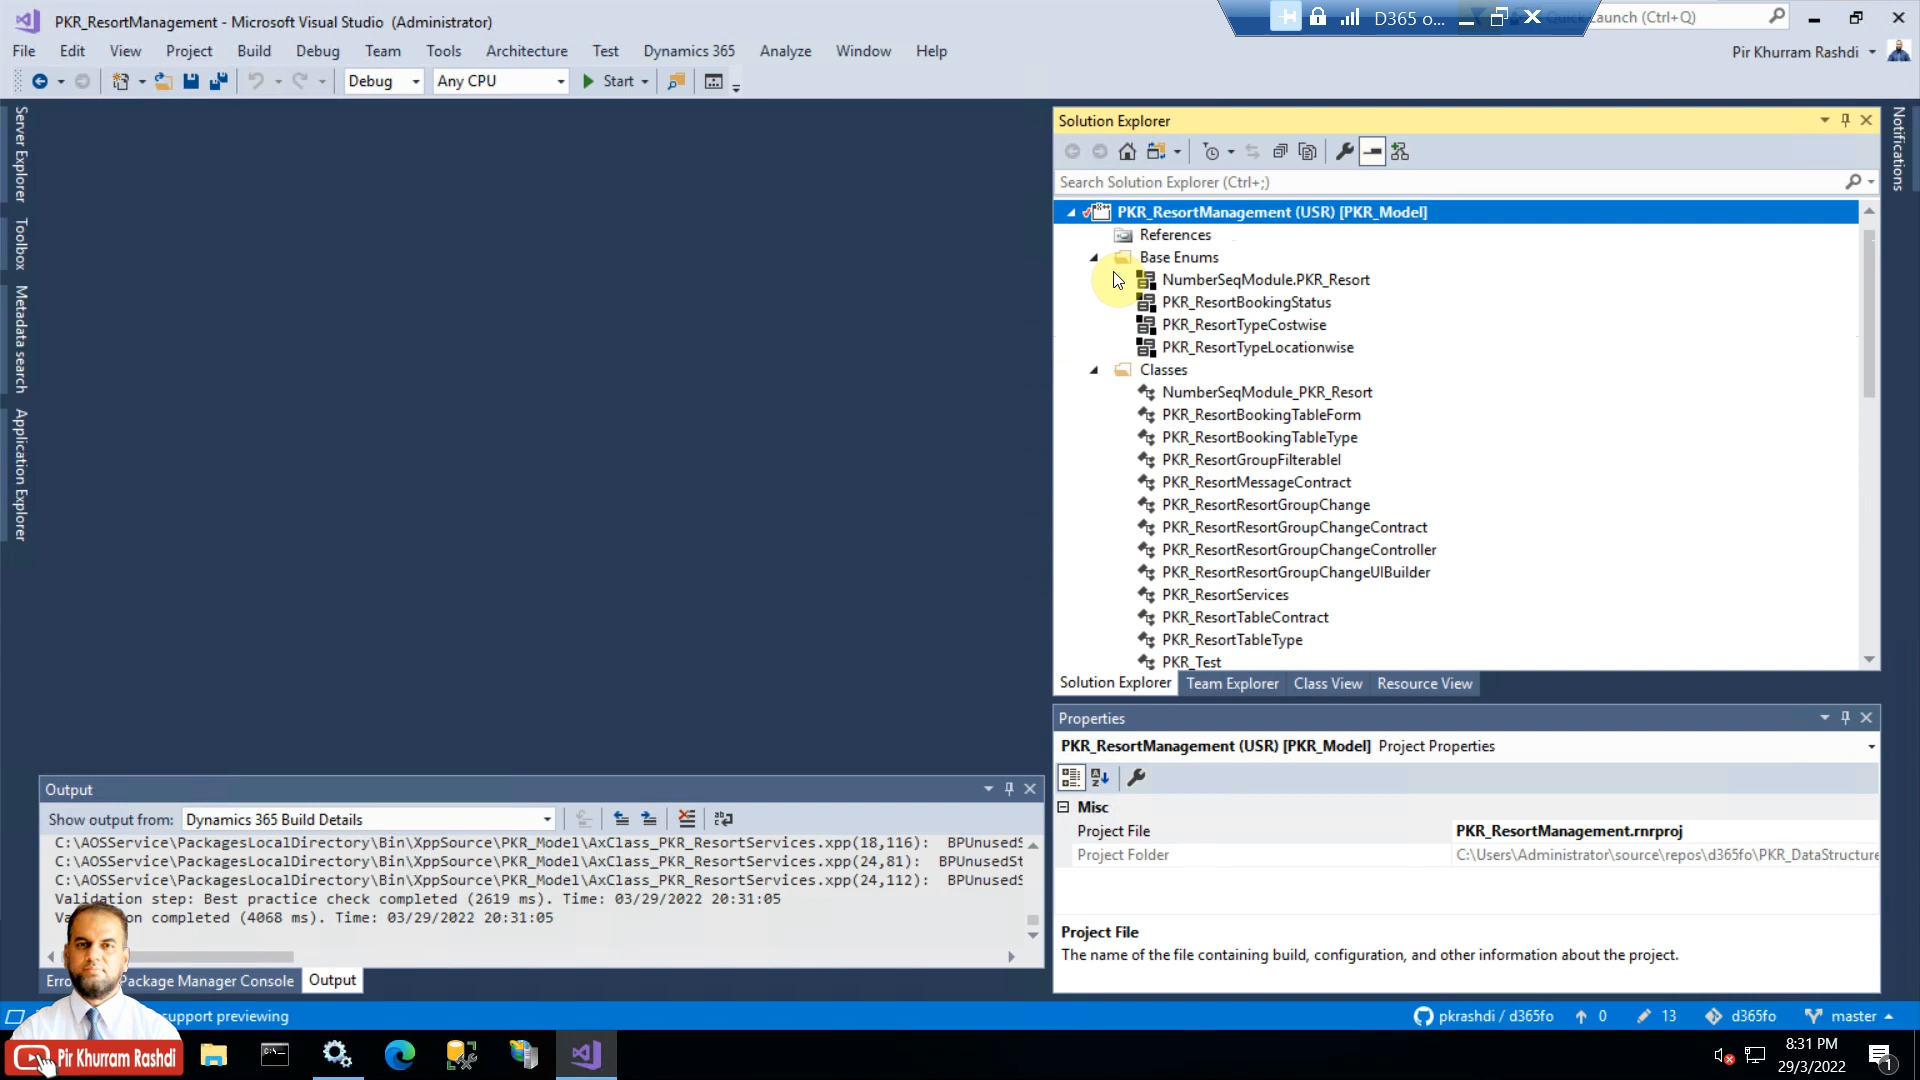 PKR_ResortManagement - Microsoft Visual Studio (Administrator)
D365 o...
Quick Launch (Ctrl+Q)
File Edit View Project Build Debug Team Tools Architecture Test Dynamics 365 Analyze Window Help
Pir Khurram Rashdi
Debug Any CPU Start
Server Explorer
Toolbox
Metadata search
Application Explorer
Notifications
Solution Explorer
Search Solution Explorer (Ctrl+;)
PKR_ResortManagement (USR) [PKR_Model]
References
Base Enums
NumberSeqModule.PKR_Resort
PKR_ResortBookingStatus
PKR_ResortTypeCostwise
PKR_ResortTypeLocationwise
Classes
NumberSeqModule_PKR_Resort
PKR_ResortBookingTableForm
PKR_ResortBookingTableType
PKR_ResortGroupFilterablel
PKR_ResortMessageContract
PKR_ResortResortGroupChange
PKR_ResortResortGroupChangeContract
PKR_ResortResortGroupChangeController
PKR_ResortResortGroupChangeUIBuilder
PKR_ResortServices
PKR_ResortTableContract
PKR_ResortTableType
PKR_Test
Solution Explorer Team Explorer Class View Resource View
Properties
PKR_ResortManagement (USR) [PKR_Model] Project Properties
Misc
Project File PKR_ResortManagement.rnrproj
Project Folder C:\Users\Administrator\source\repos\d365fo\PKR_DataStructure
Project File
The name of the file containing build, configuration, and other information about the project.
Output
Show output from: Dynamics 365 Build Details
C:\AOSService\PackagesLocalDirectory\Bin\XppSource\PKR_Model\AxClass_PKR_ResortServices.xpp(18,116): BPUnusedS
C:\AOSService\PackagesLocalDirectory\Bin\XppSource\PKR_Model\AxClass_PKR_ResortServices.xpp(24,81): BPUnusedSt
C:\AOSService\PackagesLocalDirectory\Bin\XppSource\PKR_Model\AxClass_PKR_ResortServices.xpp(24,112): BPUnusedS
Validation step: Best practice check completed (2619 ms). Time: 03/29/2022 20:31:05
completed (4068 ms). Time: 03/29/2022 20:31:05
Package Manager Console Output
support previewing
pkrashdi / d365fo 0 13 d365fo master
Pir Khurram Rashdi
8:31 PM
29/3/2022
1